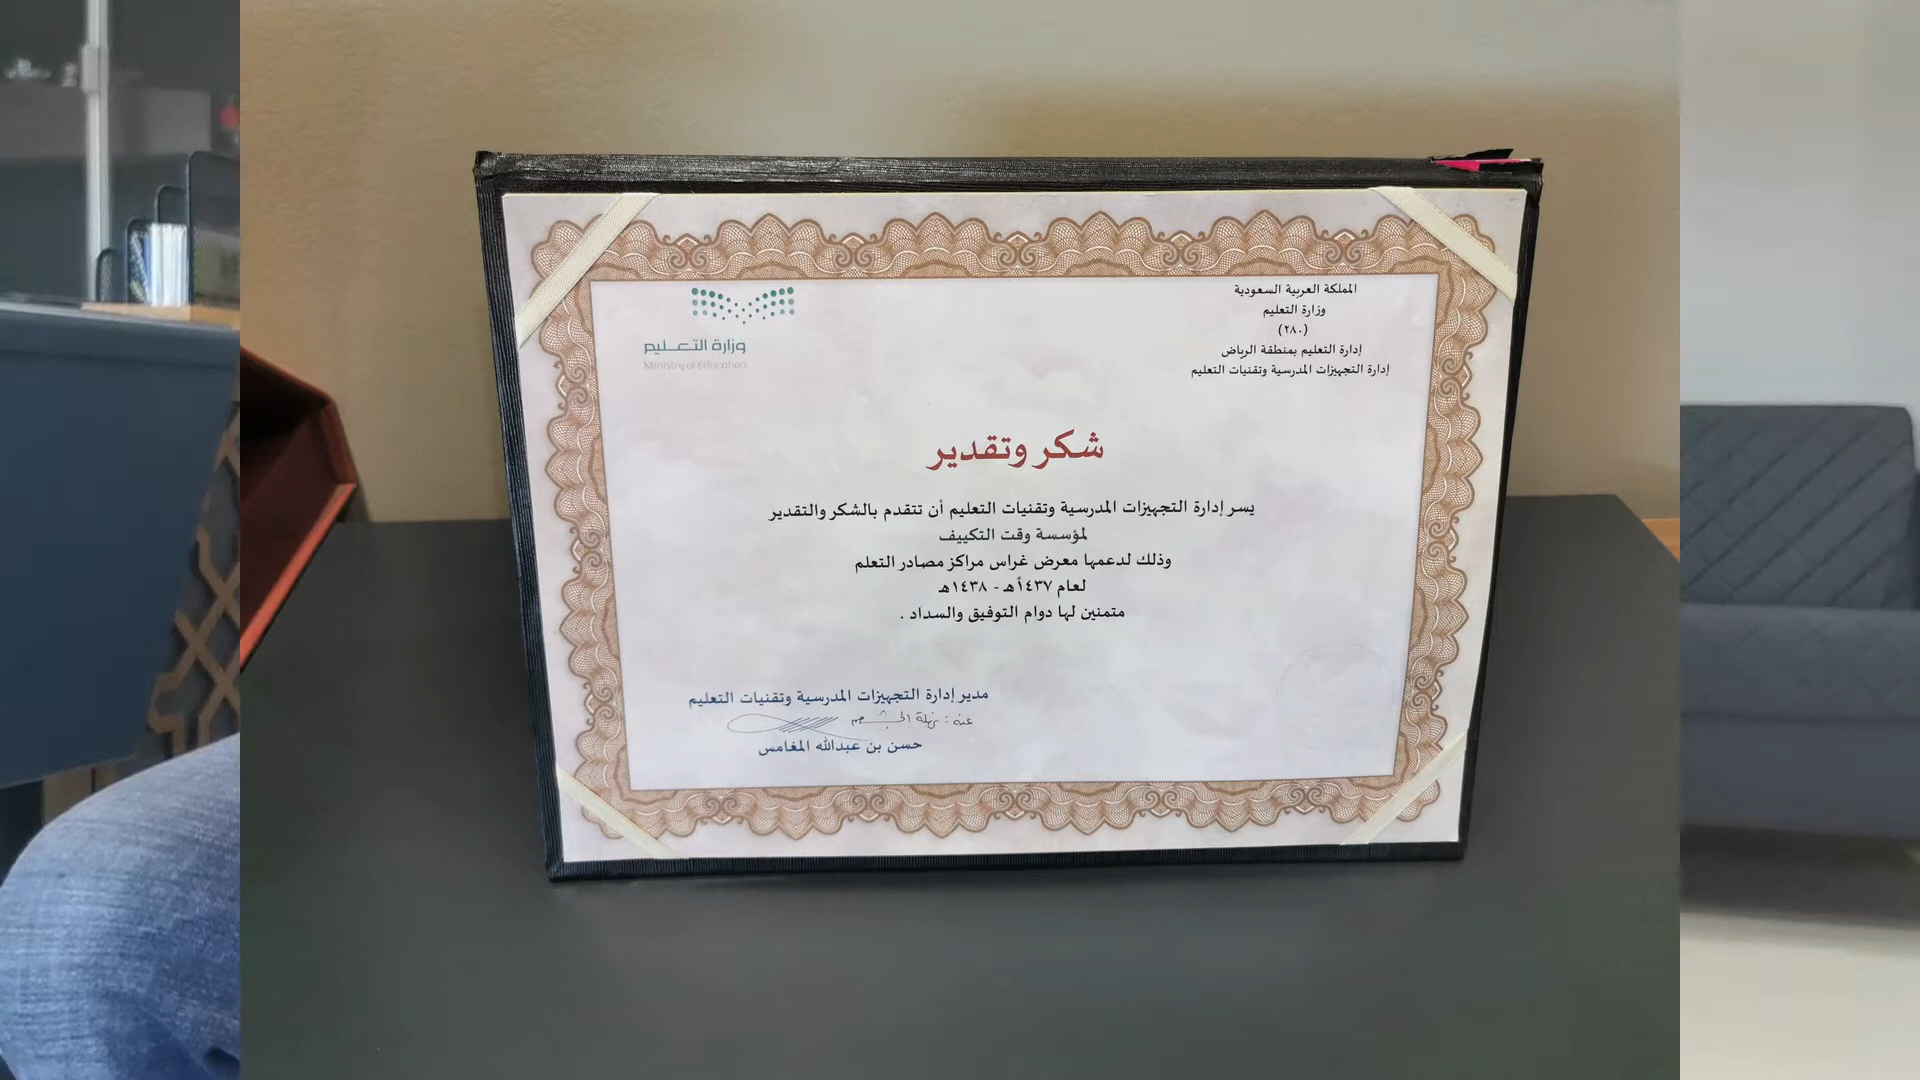 المملكة العربية السعودية
وزارة التعليم
(٢٨٠)
إدارة التعليم بمنطقة الرياض
إدارة التجهيزات المدرسية وتقنيات التعليم
وزارة التعـــليم
Ministry of Education
شكر وتقدير
يسر إدارة التجهيزات المدرسية وتقنيات التعليم أن تتقدم بالشكر والتقدير
لمؤسسة وقت التكييف
وذلك لدعمها معرض غراس مراكز مصادر التعلم
لعام ١٤٣٧هـ - ١٤٣٨هـ
متمنين لها دوام التوفيق والسداد .
مدير إدارة التجهيزات المدرسية وتقنيات التعليم
عنه :
حسن بن عبدالله المغامس